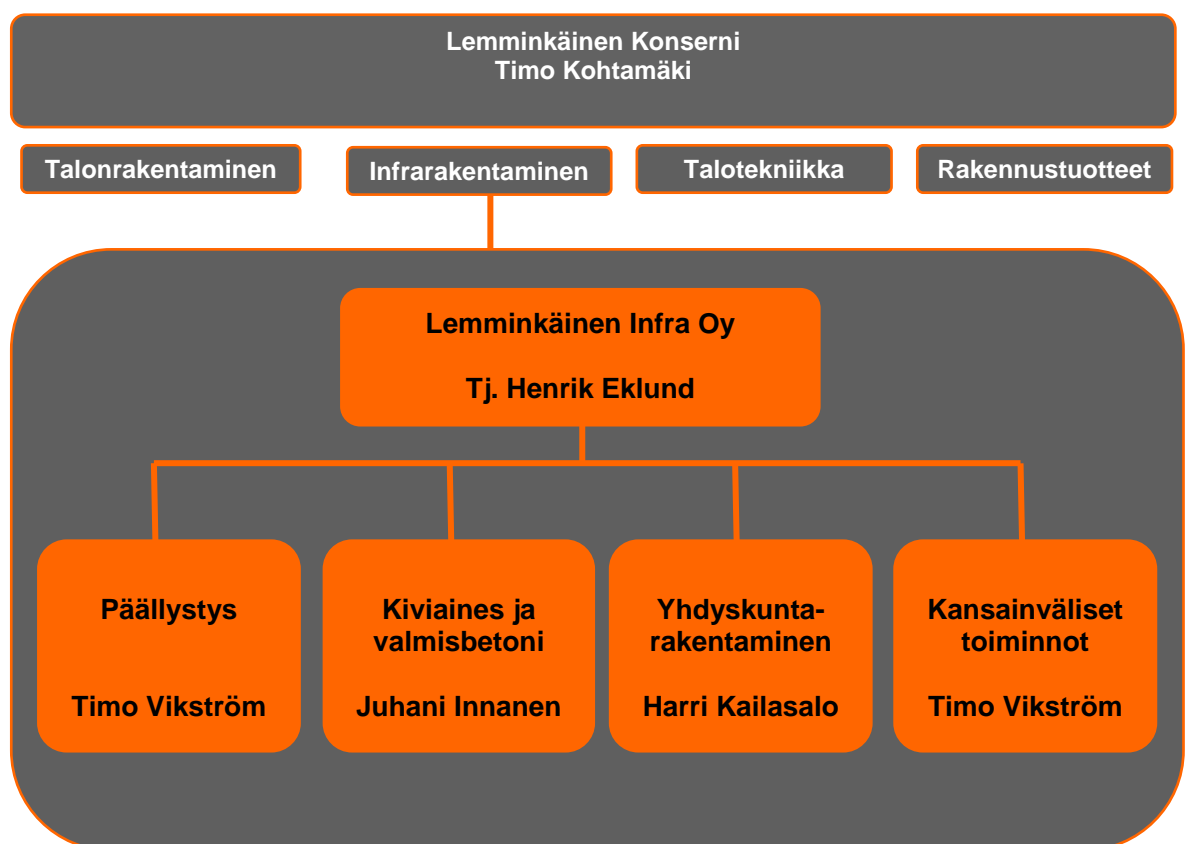 Lemminkäinen Konserni
Timo Kohtamäki
Talonrakentaminen
Infrarakentaminen
Talotekniikka
Rakennustuotteet
Lemminkäinen Infra Oy
Tj. Henrik Eklund
Päällystys
Timo Vikström
Kiviaines ja
valmisbetoni
Juhani Innanen
Yhdyskunta-
rakentaminen
Harri Kailasalo
Kansainväliset
toiminnot
Timo Vikström